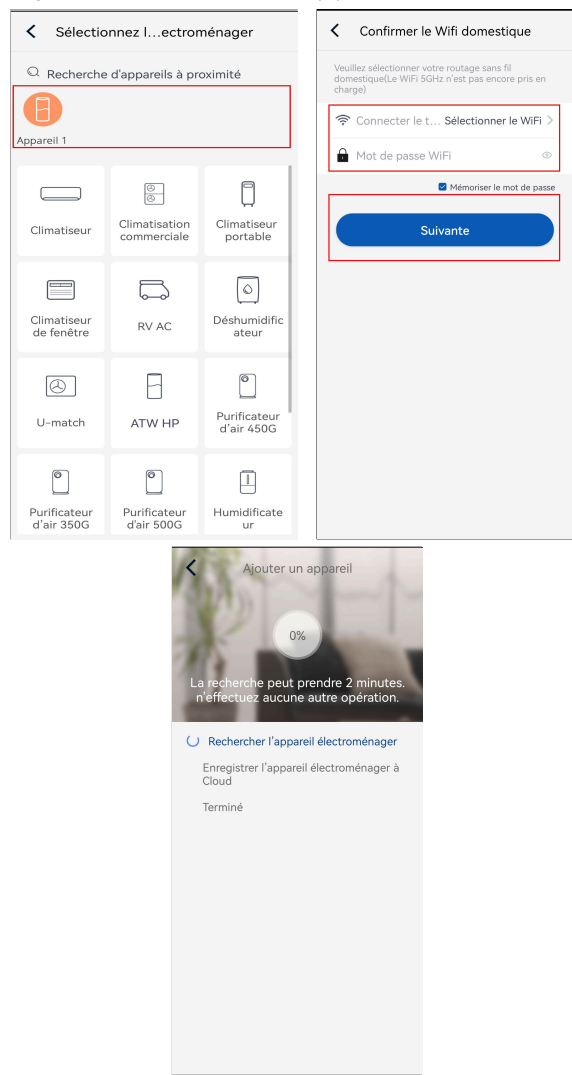 Sélectionnez l...ectroménager
Recherche d'appareils à proximité
Appareil 1
Climatiseur
Climatisation
commerciale
Climatiseur
portable
Climatiseur
de fenêtre
RV AC
Déshumidific
ateur
U-match
ATW HP
Purificateur
d'air 450G
Purificateur
d'air 350G
Purificateur
d'air 500G
Humidificate
ur
Confirmer le Wifi domestique
Veuillez sélectionner votre routage sans fil
domestique(Le WiFi 5GHz n'est pas encore pris en
charge)
Connecter le t... Sélectionner le WiFi
Mot de passe WiFi
Mémoriser le mot de passe
Suivante
Ajouter un appareil
0%
La recherche peut prendre 2 minutes.
n'effectuez aucune autre opération.
Rechercher l'appareil électroménager
Enregistrer l'appareil électroménager à
Cloud
Terminé